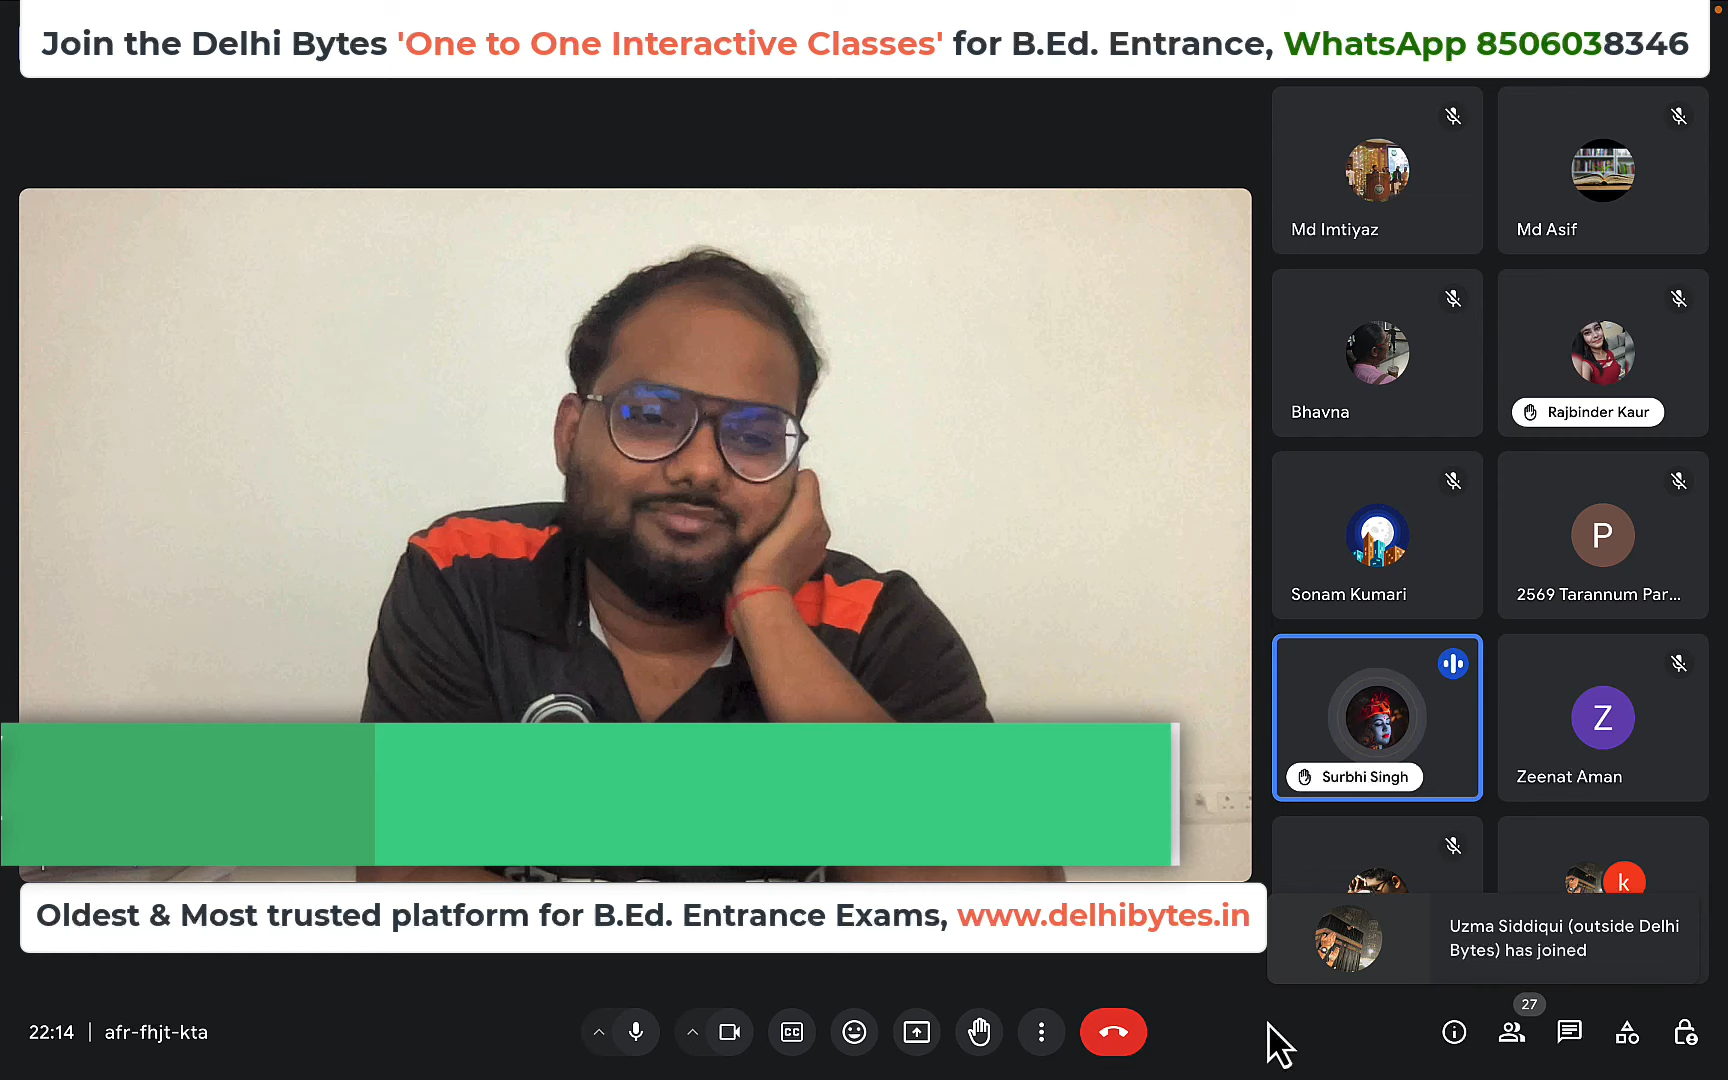 Join the Delhi Bytes 'One to One Interactive Classes' for B.Ed. Entrance, WhatsApp 8506038346
Md Imtiyaz
Md Asif
Bhavna
Rajbinder Kaur
Sonam Kumari
P
2569 Tarannum Par...
Surbhi Singh
Z
Zeenat Aman
k
Oldest & Most trusted platform for B.Ed. Entrance Exams, www.delhibytes.in
Uzma Siddiqui (outside Delhi
Bytes) has joined
27
22:14 | afr-fhjt-kta
CC